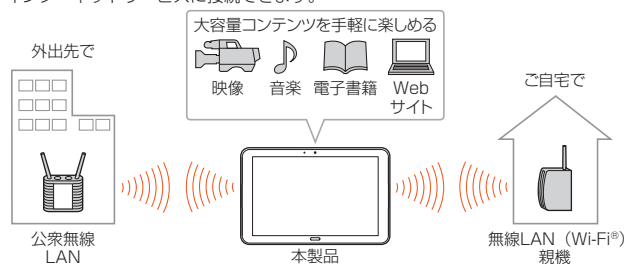 インターネットサービスに接続できます。
大容量コンテンツを手軽に楽しめる
外出先で
映像
音楽
電子書籍
Web
サイト
ご自宅で
公衆無線
LAN
本製品
無線LAN（Wi-Fi®）
親機